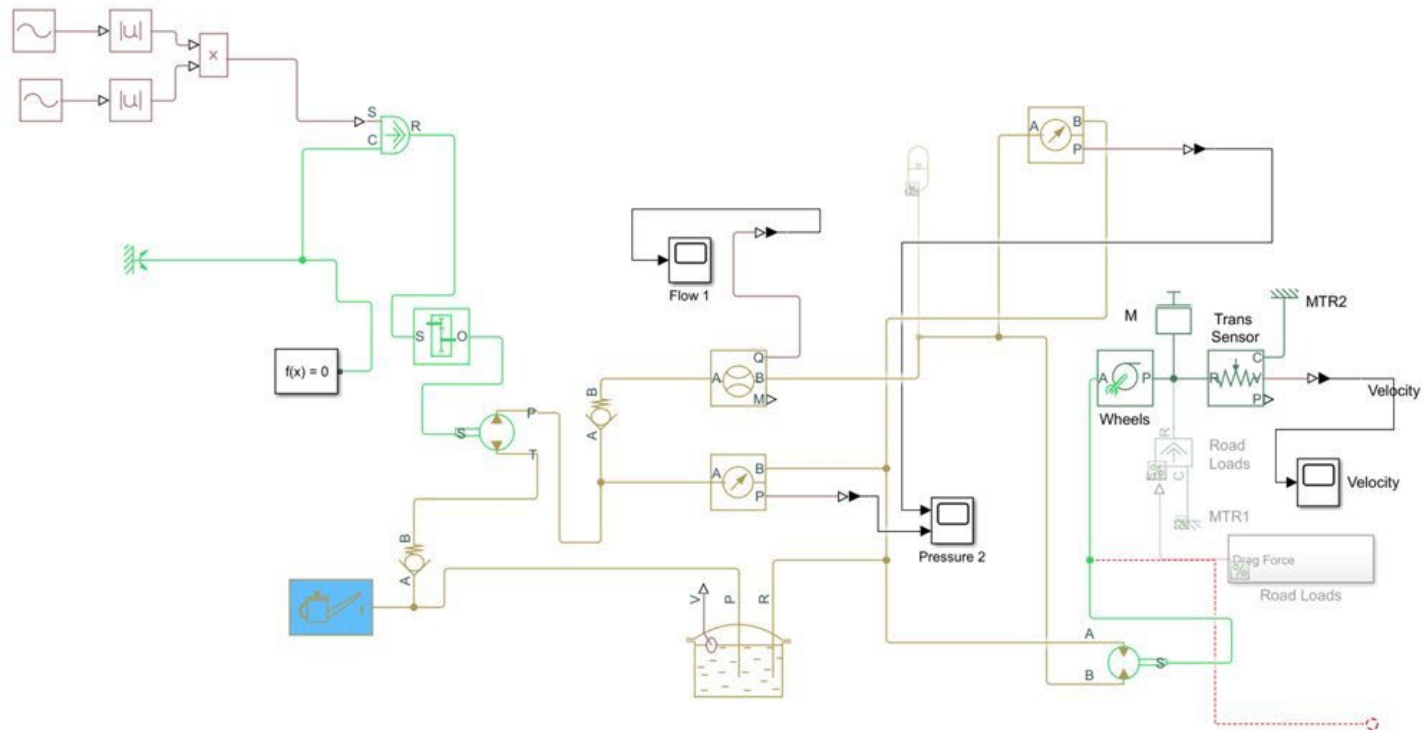 |u|
×
|u|
S
C
R
A
B
P
Flow 1
M
MTR2
Trans
Sensor
S
O
f(x) = 0
Q
A
B
M
C
A
P
R
V
P
Velocity
Wheels
B
A
P
S
T
R
Road
Loads
C
A
B
P
Velocity
MTR1
B
A
Pressure 2
Drag Force
Road Loads
V
P
R
A
S
B